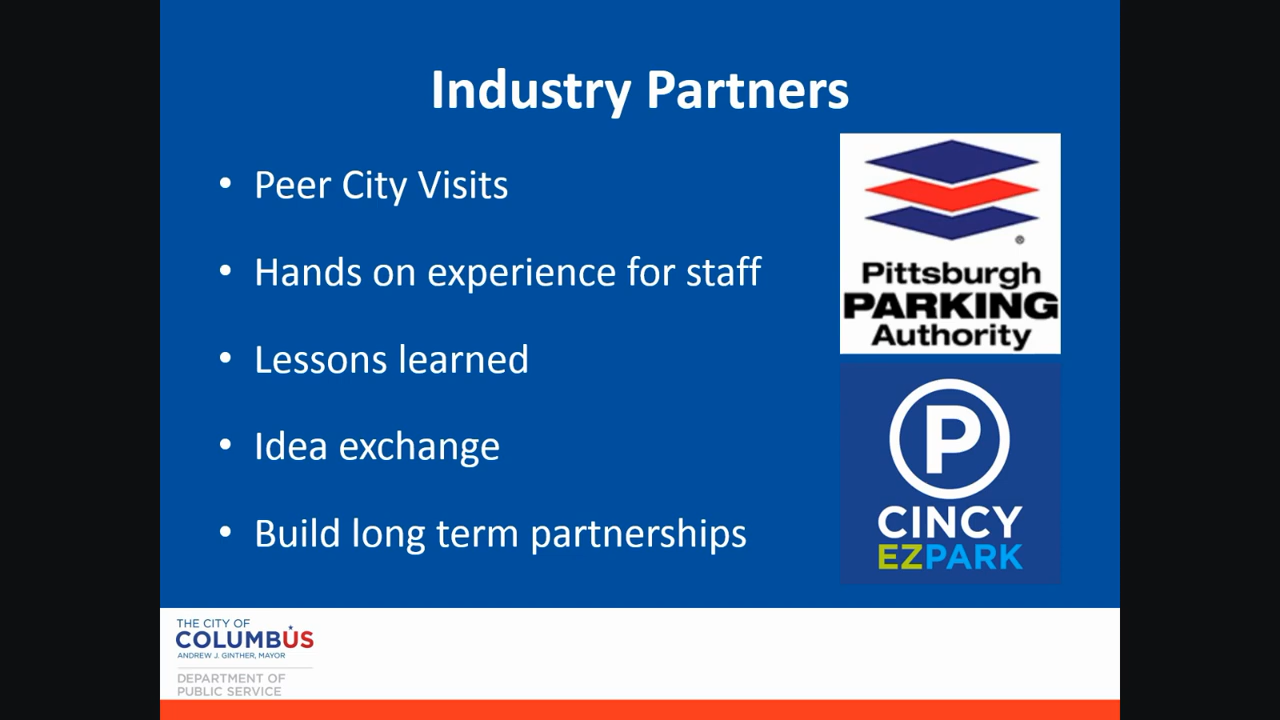 Industry Partners
• Peer City Visits
• Hands on experience for staff
• Lessons learned
• Idea exchange
• Build long term partnerships
®
Pittsburgh
PARKING
Authority
P
CINCY
EZPARK
THE CITY OF
COLUMBUS
ANDREW J. GINTHER, MAYOR
DEPARTMENT OF
PUBLIC SERVICE